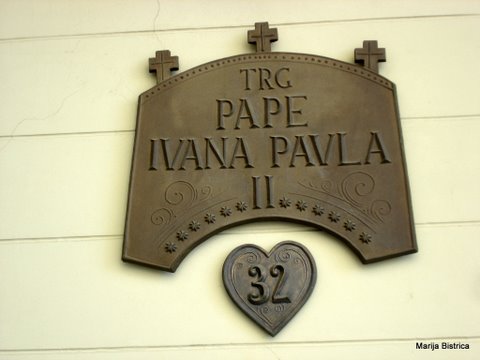 TRG
PAPE
IVANA PAVLA
II
32
Marija Bistrica